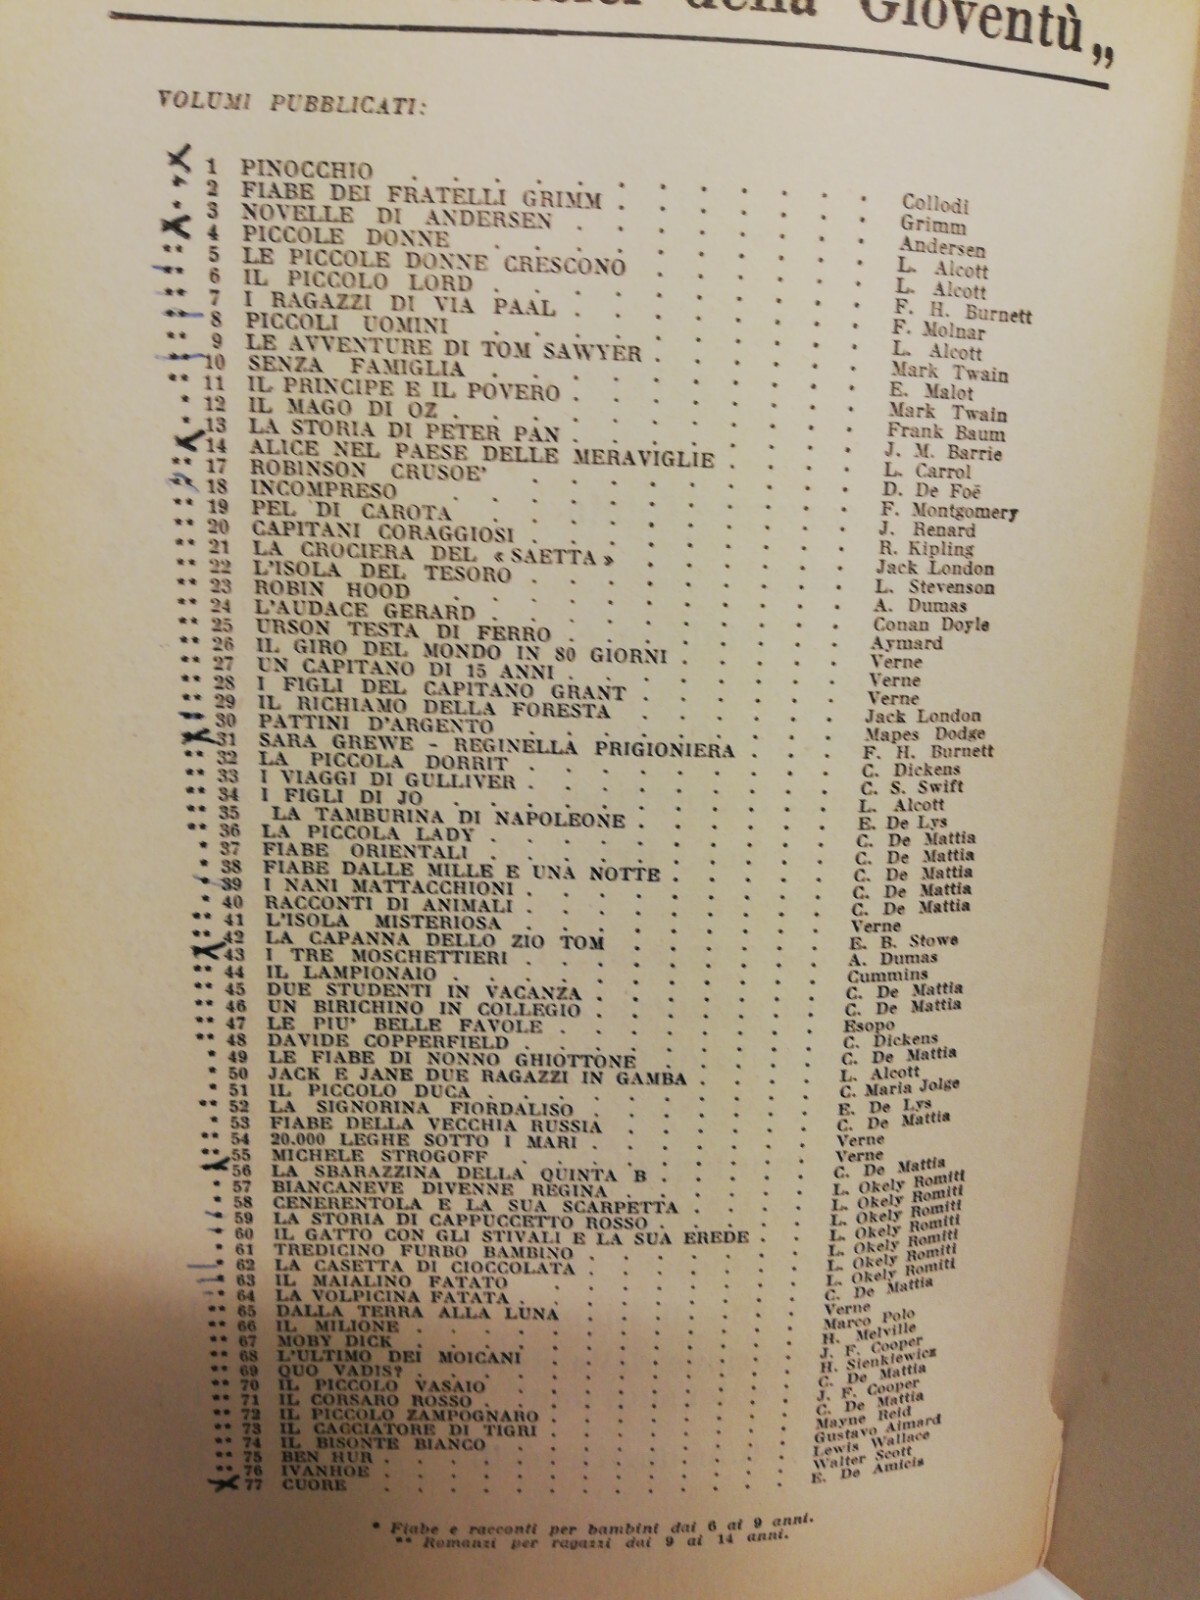 della Gioventù„
VOLUMI PUBBLICATI:
1 PINOCCHIO . . . . . . . . . Collodi
* 2 FIABE DEI FRATELLI GRIMM . . . . Grimm
* 3 NOVELLE DI ANDERSEN . . . . . Andersen
4 PICCOLE DONNE . . . . . . . L. Alcott
** 5 LE PICCOLE DONNE CRESCONO . . . L. Alcott
** 6 IL PICCOLO LORD . . . . . . F. H. Burnett
** 7 I RAGAZZI DI VIA PAAL . . . . F. Molnar
** 8 PICCOLI UOMINI . . . . . . L. Alcott
** 9 LE AVVENTURE DI TOM SAWYER . . . Mark Twain
** 10 SENZA FAMIGLIA . . . . . . E. Malot
** 11 IL PRINCIPE E IL POVERO . . . . Mark Twain
* 12 IL MAGO DI OZ . . . . . . Frank Baum
* 13 LA STORIA DI PETER PAN . . . . J. M. Barrie
14 ALICE NEL PAESE DELLE MERAVIGLIE . . L. Carrol
** 17 ROBINSON CRUSOE' . . . . . D. De Foë
** 18 INCOMPRESO . . . . . . F. Montgomery
** 19 PEL DI CAROTA . . . . . . J. Renard
** 20 CAPITANI CORAGGIOSI . . . . . R. Kipling
** 21 LA CROCIERA DEL « SAETTA » . . . Jack London
** 22 L'ISOLA DEL TESORO . . . . . L. Stevenson
** 23 ROBIN HOOD . . . . . . A. Dumas
** 24 L'AUDACE GERARD . . . . . Conan Doyle
** 25 URSON TESTA DI FERRO . . . . Aymard
** 26 IL GIRO DEL MONDO IN 80 GIORNI . . Verne
** 27 UN CAPITANO DI 15 ANNI . . . . Verne
** 28 I FIGLI DEL CAPITANO GRANT . . . Verne
** 29 IL RICHIAMO DELLA FORESTA . . . Jack London
** 30 PATTINI D'ARGENTO . . . . . Mapes Dodge
31 SARA GREWE - REGINELLA PRIGIONIERA . . F. H. Burnett
** 32 LA PICCOLA DORRIT . . . . . C. Dickens
** 33 I VIAGGI DI GULLIVER . . . . C. S. Swift
** 34 I FIGLI DI JO . . . . . . L. Alcott
** 35 LA TAMBURINA DI NAPOLEONE . . . E. De Lys
** 36 LA PICCOLA LADY . . . . . C. De Mattia
* 37 FIABE ORIENTALI . . . . . C. De Mattia
* 38 FIABE DALLE MILLE E UNA NOTTE . . C. De Mattia
* 39 I NANI MATTACCHIONI . . . . C. De Mattia
* 40 RACCONTI DI ANIMALI . . . . C. De Mattia
** 41 L'ISOLA MISTERIOSA . . . . . Verne
** 42 LA CAPANNA DELLO ZIO TOM . . . E. B. Stowe
43 I TRE MOSCHETTIERI . . . . . A. Dumas
** 44 IL LAMPIONAIO . . . . . . Cummins
** 45 DUE STUDENTI IN VACANZA . . . C. De Mattia
** 46 UN BIRICHINO IN COLLEGIO . . . C. De Mattia
** 47 LE PIU' BELLE FAVOLE . . . . Esopo
** 48 DAVIDE COPPERFIELD . . . . . C. Dickens
* 49 LE FIABE DI NONNO GHIOTTONE . . . C. De Mattia
* 50 JACK E JANE DUE RAGAZZI IN GAMBA . . L. Alcott
* 51 IL PICCOLO DUCA . . . . . C. Maria Jolge
** 52 LA SIGNORINA FIORDALISO . . . E. De Lys
* 53 FIABE DELLA VECCHIA RUSSIA . . . C. De Mattia
** 54 20.000 LEGHE SOTTO I MARI . . . Verne
** 55 MICHELE STROGOFF . . . . . Verne
56 LA SBARAZZINA DELLA QUINTA B . . . C. De Mattia
* 57 BIANCANEVE DIVENNE REGINA . . . L. Okely Romiti
* 58 CENERENTOLA E LA SUA SCARPETTA . . L. Okely Romiti
* 59 LA STORIA DI CAPPUCCETTO ROSSO . . L. Okely Romiti
* 60 IL GATTO CON GLI STIVALI E LA SUA EREDE . . L. Okely Romiti
* 61 TREDICINO FURBO BAMBINO . . . L. Okely Romiti
* 62 LA CASETTA DI CIOCCOLATA . . . L. Okely Romiti
* 63 IL MAIALINO FATATO . . . . L. Okely Romiti
** 64 LA VOLPICINA FATATA . . . . C. De Mattia
** 65 DALLA TERRA ALLA LUNA . . . . Verne
** 66 IL MILIONE . . . . . . Marco Polo
** 67 MOBY DICK . . . . . . H. Melville
** 68 L'ULTIMO DEI MOICANI . . . . J. F. Cooper
** 69 QUO VADIS? . . . . . . H. Sienkiewicz
** 70 IL PICCOLO VASAIO . . . . . C. De Mattia
** 71 IL CORSARO ROSSO . . . . . J. F. Cooper
** 72 IL PICCOLO ZAMPOGNARO . . . . C. De Mattia
** 73 IL CACCIATORE DI TIGRI . . . . Mayne Reid
** 74 IL BISONTE BIANCO . . . . . Gustavo Aimard
** 75 BEN HUR . . . . . . . Lewis Wallace
** 76 IVANHOE . . . . . . . Walter Scott
77 CUORE . . . . . . . E. De Amicis
* Fiabe e racconti per bambini dai 6 ai 9 anni.
** Romanzi per ragazzi dai 9 ai 14 anni.